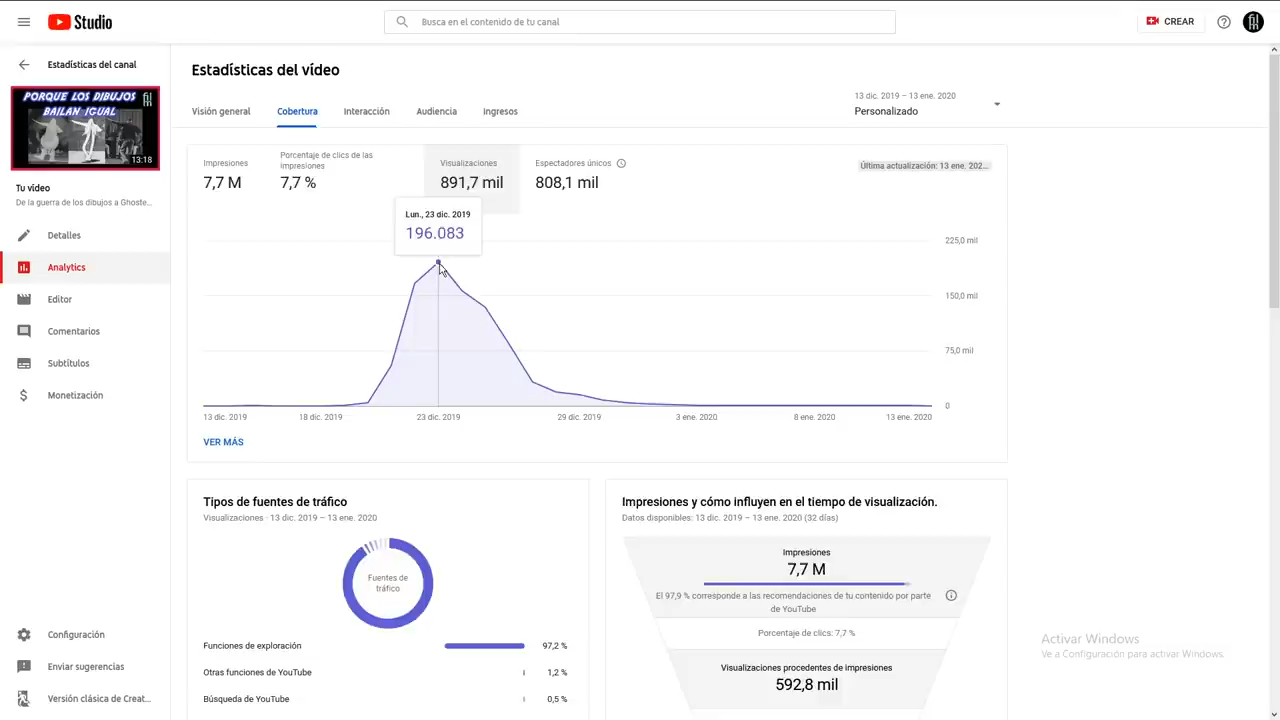 Studio
Busca en el contenido de tu canal
CREAR
Estadísticas del canal
PORQUE LOS DIBUJOS
BAILAN IGUAL
13:18
Tu vídeo
De la guerra de los dibujos a Ghoste...
Detalles
Analytics
Editor
Comentarios
Subtítulos
Monetización
Configuración
Enviar sugerencias
Versión clásica de Creat...
Estadísticas del vídeo
Visión general
Cobertura
Interacción
Audiencia
Ingresos
13 dic. 2019 – 13 ene. 2020
Personalizado
Impresiones
7,7 M
Porcentaje de clics de las
impresiones
7,7 %
Visualizaciones
891,7 mil
Espectadores únicos
808,1 mil
Última actualización: 13 ene. 202...
Lun., 23 dic. 2019
196.083
225,0 mil
150,0 mil
75,0 mil
0
13 dic. 2019
18 dic. 2019
23 dic. 2019
29 dic. 2019
3 ene. 2020
8 ene. 2020
13 ene. 2020
VER MÁS
Tipos de fuentes de tráfico
Visualizaciones · 13 dic. 2019 – 13 ene. 2020
Fuentes de
tráfico
Funciones de exploración 97,2 %
Otras funciones de YouTube 1,2 %
Búsqueda de YouTube 0,5 %
Impresiones y cómo influyen en el tiempo de visualización.
Datos disponibles: 13 dic. 2019 – 13 ene. 2020 (32 días)
Impresiones
7,7 M
El 97,9 % corresponde a las recomendaciones de tu contenido por parte
de YouTube
Porcentaje de clics: 7,7 %
Visualizaciones procedentes de impresiones
592,8 mil
Activar Windows
Ve a Configuración para activar Windows.